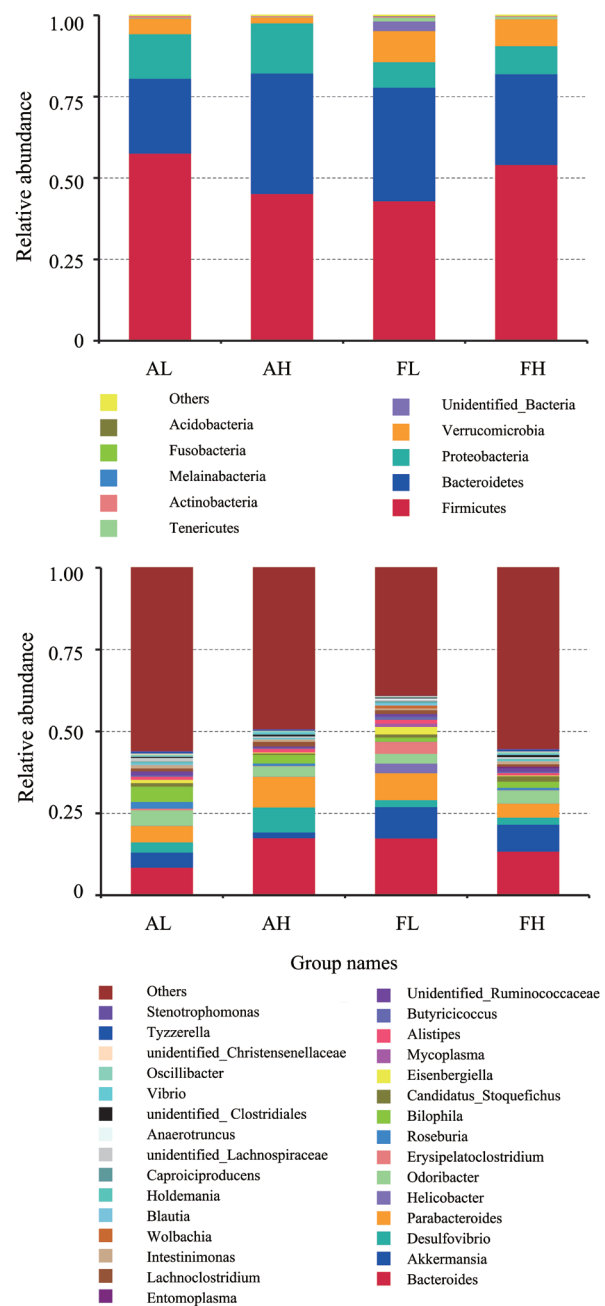 1.00
0.75
0.50
0.25
0
Relative abundance
AL AH FL FH
Others
Acidobacteria
Fusobacteria
Melainabacteria
Actinobacteria
Tenericutes
Unidentified_Bacteria
Verrucomicrobia
Proteobacteria
Bacteroidetes
Firmicutes
1.00
0.75
0.50
0.25
0
Relative abundance
AL AH FL FH
Group names
Others
Stenotrophomonas
Tyzzerella
unidentified_Christensenellaceae
Oscillibacter
Vibrio
unidentified_ Clostridiales
Anaerotruncus
unidentified_Lachnospiraceae
Caproiciproducens
Holdemania
Blautia
Wolbachia
Intestinimonas
Lachnoclostridium
Entomoplasma
Unidentified_Ruminococcaceae
Butyricicoccus
Alistipes
Mycoplasma
Eisenbergiella
Candidatus_Stoquefichus
Bilophila
Roseburia
Erysipelatoclostridium
Odoribacter
Helicobacter
Parabacteroides
Desulfovibrio
Akkermansia
Bacteroides